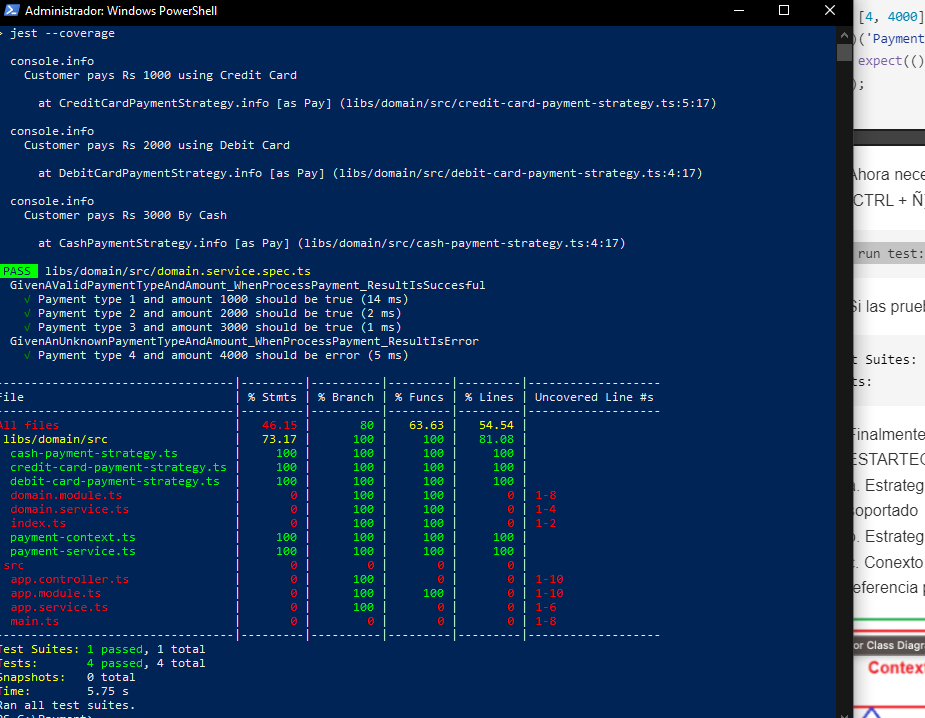 Administrador: Windows PowerShell
> jest --coverage
console.info
Customer pays Rs 1000 using Credit Card
at CreditCardPaymentStrategy.info [as Pay] (libs/domain/src/credit-card-payment-strategy.ts:5:17)
console.info
Customer pays Rs 2000 using Debit Card
at DebitCardPaymentStrategy.info [as Pay] (libs/domain/src/debit-card-payment-strategy.ts:4:17)
console.info
Customer pays Rs 3000 By Cash
at CashPaymentStrategy.info [as Pay] (libs/domain/src/cash-payment-strategy.ts:4:17)
PASS libs/domain/src/domain.service.spec.ts
GivenAValidPaymentTypeAndAmount_WhenProcessPayment_ResultIsSuccesful
√ Payment type 1 and amount 1000 should be true (14 ms)
√ Payment type 2 and amount 2000 should be true (2 ms)
√ Payment type 3 and amount 3000 should be true (1 ms)
GivenAnUnknownPaymentTypeAndAmount_WhenProcessPayment_ResultIsError
√ Payment type 4 and amount 4000 should be error (5 ms)
---------------------------------|---------|----------|---------|---------|-------------------
File | % Stmts | % Branch | % Funcs | % Lines | Uncovered Line #s
---------------------------------|---------|----------|---------|---------|-------------------
All files | 46.15 | 80 | 63.63 | 54.54 |
libs/domain/src | 73.17 | 100 | 100 | 81.08 |
cash-payment-strategy.ts | 100 | 100 | 100 | 100 |
credit-card-payment-strategy.ts | 100 | 100 | 100 | 100 |
debit-card-payment-strategy.ts | 100 | 100 | 100 | 100 |
domain.module.ts | 0 | 100 | 100 | 0 | 1-8
domain.service.ts | 0 | 100 | 100 | 0 | 1-4
index.ts | 0 | 100 | 100 | 0 | 1-2
payment-context.ts | 100 | 100 | 100 | 100 |
payment-service.ts | 100 | 100 | 100 | 100 |
src | 0 | 0 | 0 | 0 |
app.controller.ts | 0 | 100 | 0 | 0 | 1-10
app.module.ts | 0 | 100 | 100 | 0 | 1-10
app.service.ts | 0 | 100 | 0 | 0 | 1-6
main.ts | 0 | 0 | 0 | 0 | 1-8
---------------------------------|---------|----------|---------|---------|-------------------
Test Suites: 1 passed, 1 total
Tests: 4 passed, 4 total
Snapshots: 0 total
Time: 5.75 s
Ran all test suites.
[4, 4000]
)('Payment
expect(()
);
Ahora nece
CTRL + Ñ
run test:
Si las prueb
t Suites:
ts:
Finalmente
ESTARTEG
a. Estrateg
oportado
b. Estrateg
c. Conexto
eferencia p
or Class Diagr
Context